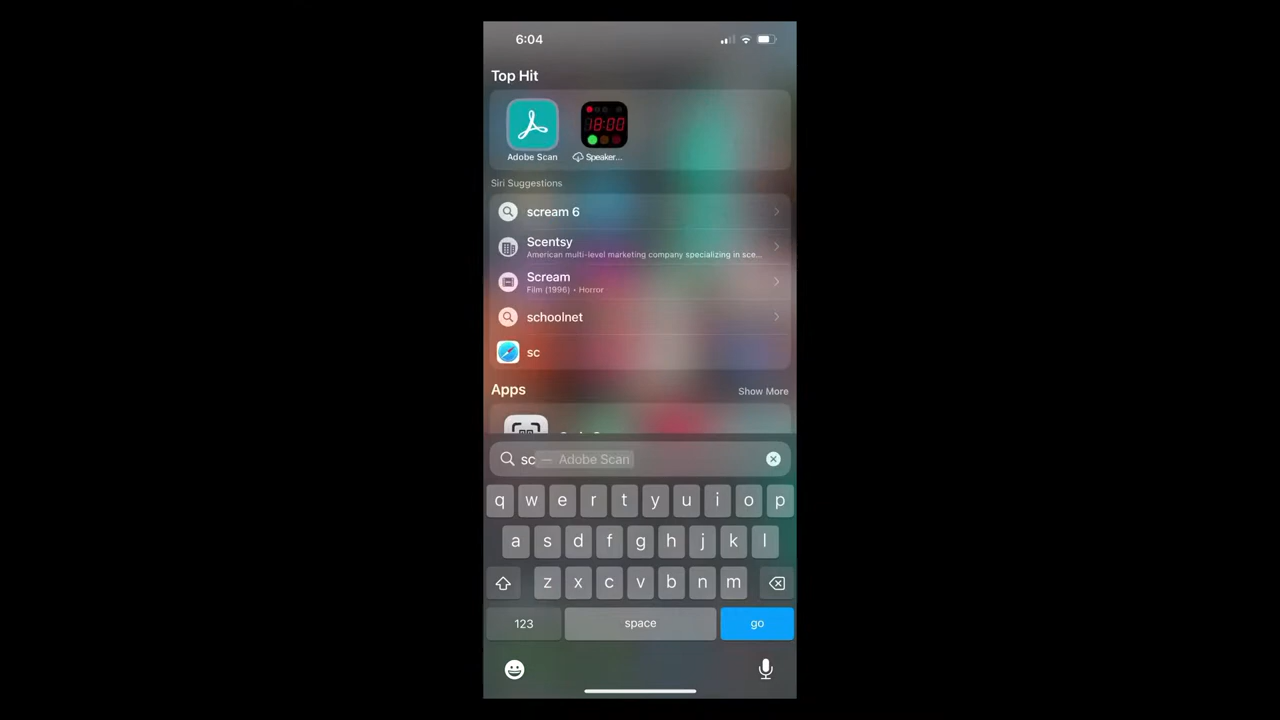 6:04
Top Hit
18:00
Adobe Scan
Speaker...
Siri Suggestions
scream 6
Scentsy
American multi-level marketing company specializing in sce...
Scream
Film (1996) • Horror
schoolnet
sc
Apps
Show More
sc — Adobe Scan
q w e r t y u i o p
a s d f g h j k l
z x c v b n m
123
space
go